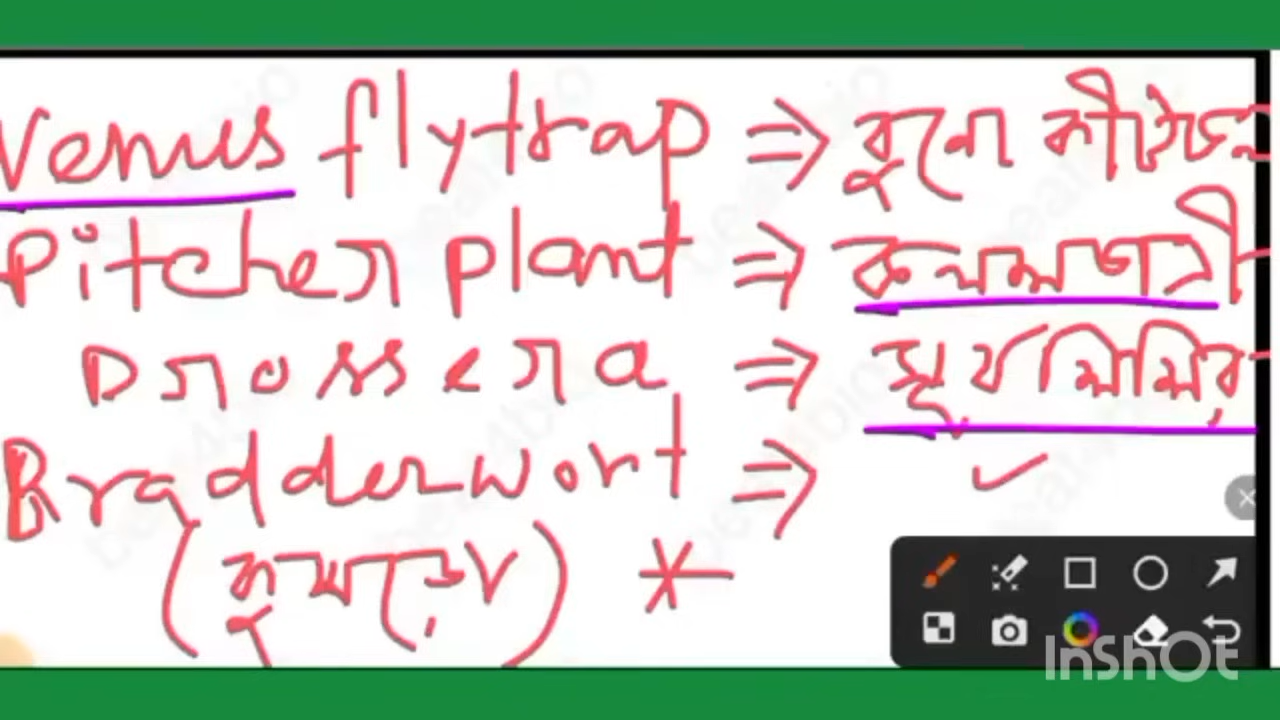 Venus flytrap ⇒ বুনো
Pitcher plant ⇒ কলসপত্রী
Drossera ⇒ সূর্যশিশির
Bradderwort ⇒
InShOt